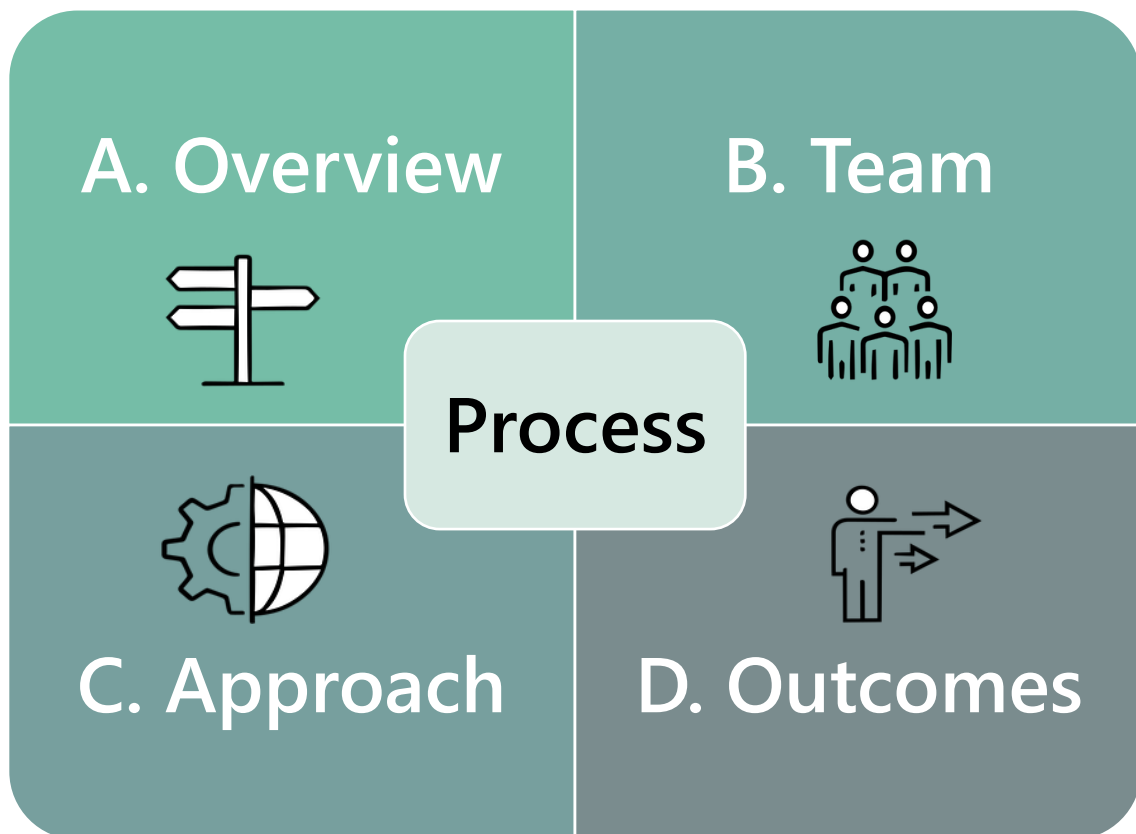 A. Overview
B. Team
Process
C. Approach
D. Outcomes